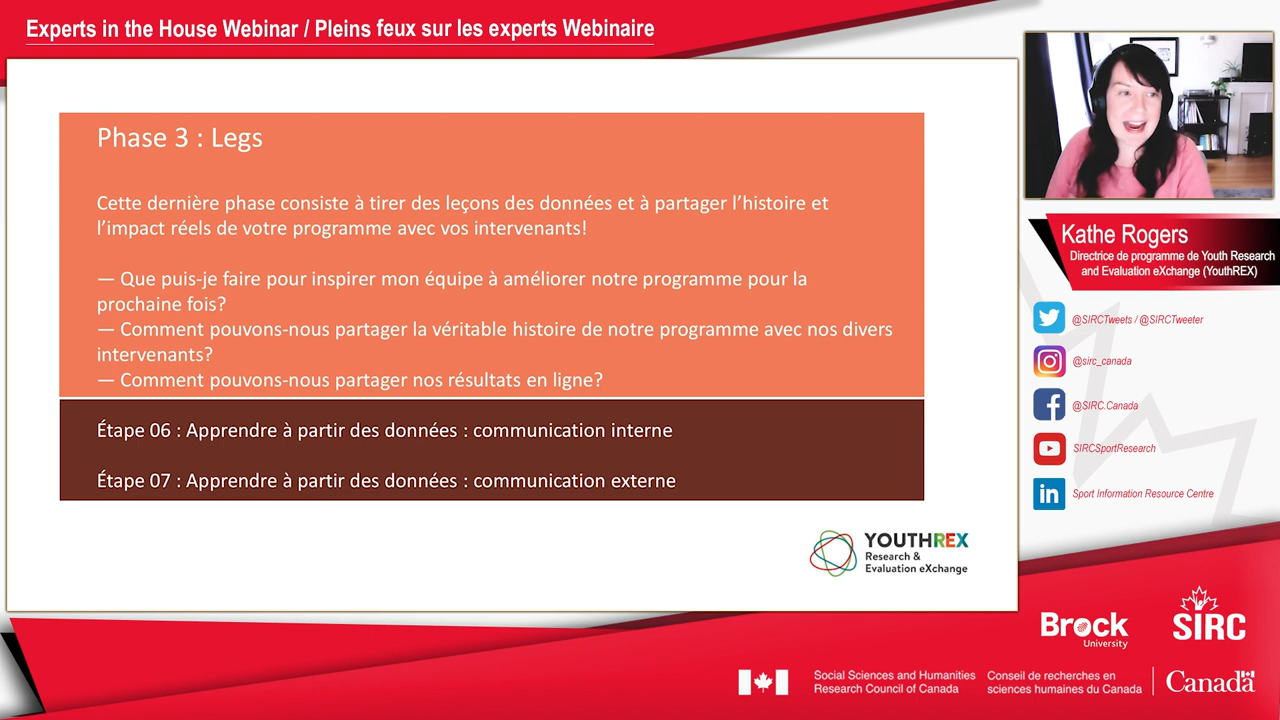 Experts in the House Webinar / Pleins feux sur les experts Webinaire
Phase 3 : Legs
Cette dernière phase consiste à tirer des leçons des données et à partager l’histoire et
l’impact réels de votre programme avec vos intervenants!
— Que puis-je faire pour inspirer mon équipe à améliorer notre programme pour la
prochaine fois?
— Comment pouvons-nous partager la véritable histoire de notre programme avec nos divers
intervenants?
— Comment pouvons-nous partager nos résultats en ligne?
Étape 06 : Apprendre à partir des données : communication interne
Étape 07 : Apprendre à partir des données : communication externe
YOUTHREX
Research &
Evaluation eXchange
Kathe Rogers
Directrice de programme de Youth Research
and Evaluation eXchange (YouthREX)
@SIRCTweets / @SIRCTweeter
@sirc_canada
@SIRC.Canada
SIRCSportResearch
in
Sport Information Resource Centre
Brock
University
SIRC
Social Sciences and Humanities
Research Council of Canada
Conseil de recherches en
sciences humaines du Canada
Canada